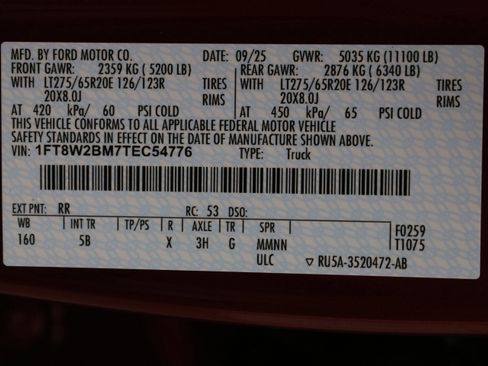 MFD. BY FORD MOTOR CO. DATE: 09/25 GVWR: 5035 KG (11100 LB)
FRONT GAWR: 2359 KG ( 5200 LB) REAR GAWR: 2876 KG ( 6340 LB)
WITH LT275/65R20E 126/123R TIRES WITH LT275/65R20E 126/123R TIRES
20X8.0J RIMS 20X8.0J RIMS
AT 420 kPa/ 60 PSI COLD AT 450 kPa/ 65 PSI COLD
THIS VEHICLE CONFORMS TO ALL APPLICABLE FEDERAL MOTOR VEHICLE
SAFETY STANDARDS IN EFFECT ON THE DATE OF MANUFACTURE SHOWN ABOVE.
VIN: 1FT8W2BM7TEC54776 TYPE: Truck
EXT PNT: RR RC: 53 DSO:
WB INT TR TP/PS R AXLE TR SPR F0259
160 5B X 3H G MMNN T1075
ULC ▽ RU5A-3520472-AB